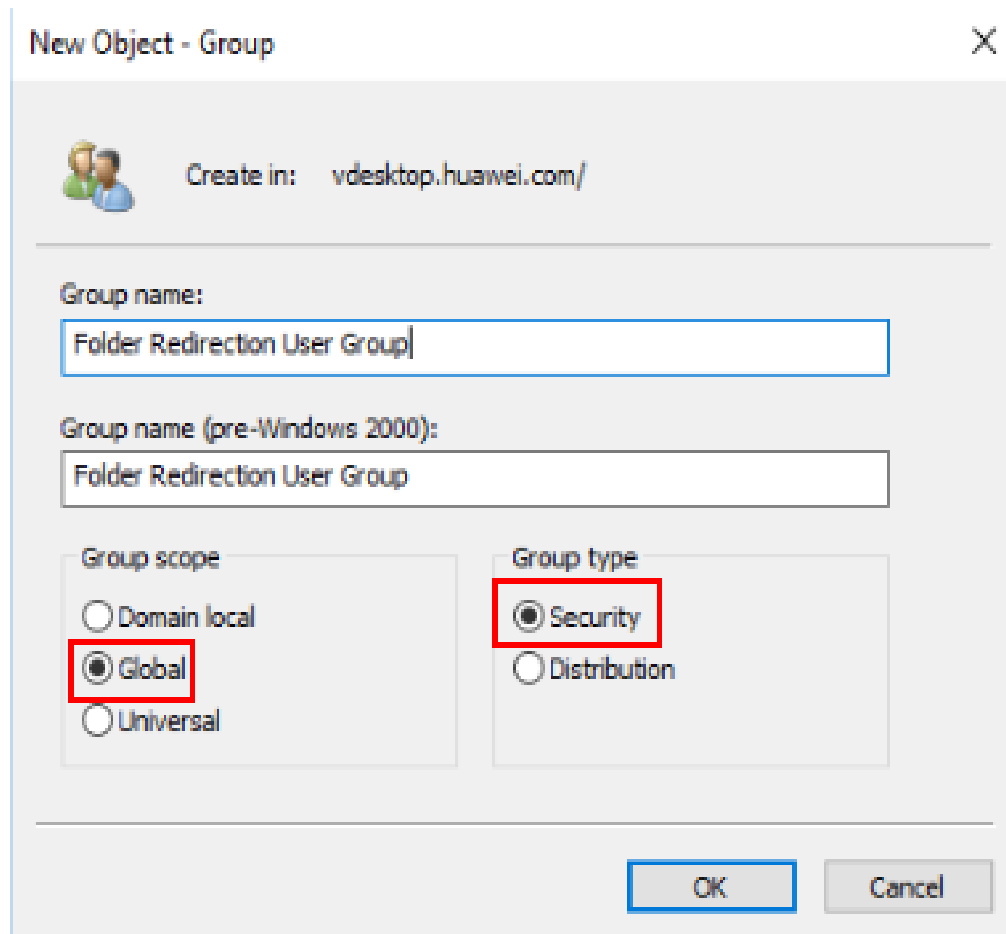 New Object - Group
Create in: vdesktop.huawei.com/
Group name:
Folder Redirection User Group
Group name (pre-Windows 2000):
Folder Redirection User Group
Group scope
Domain local
Global
Universal
Group type
Security
Distribution
OK
Cancel